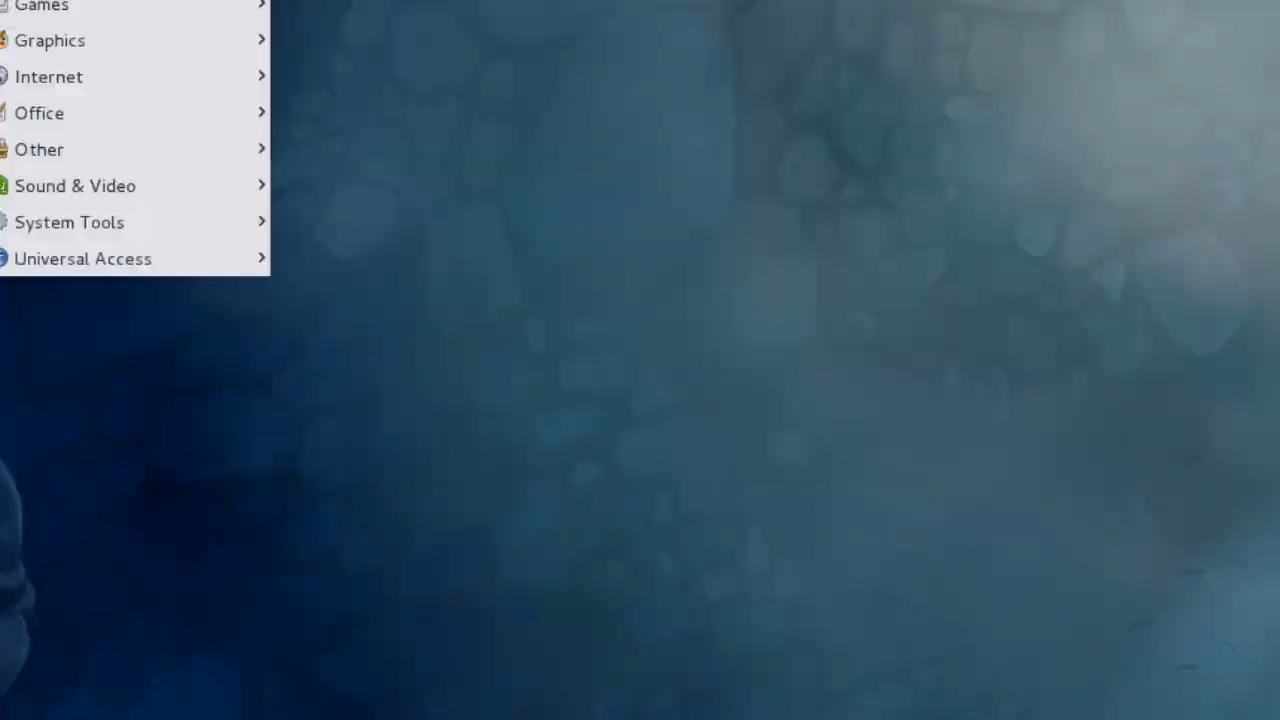 Games
Graphics
Internet
Office
Other
Sound & Video
System Tools
Universal Access